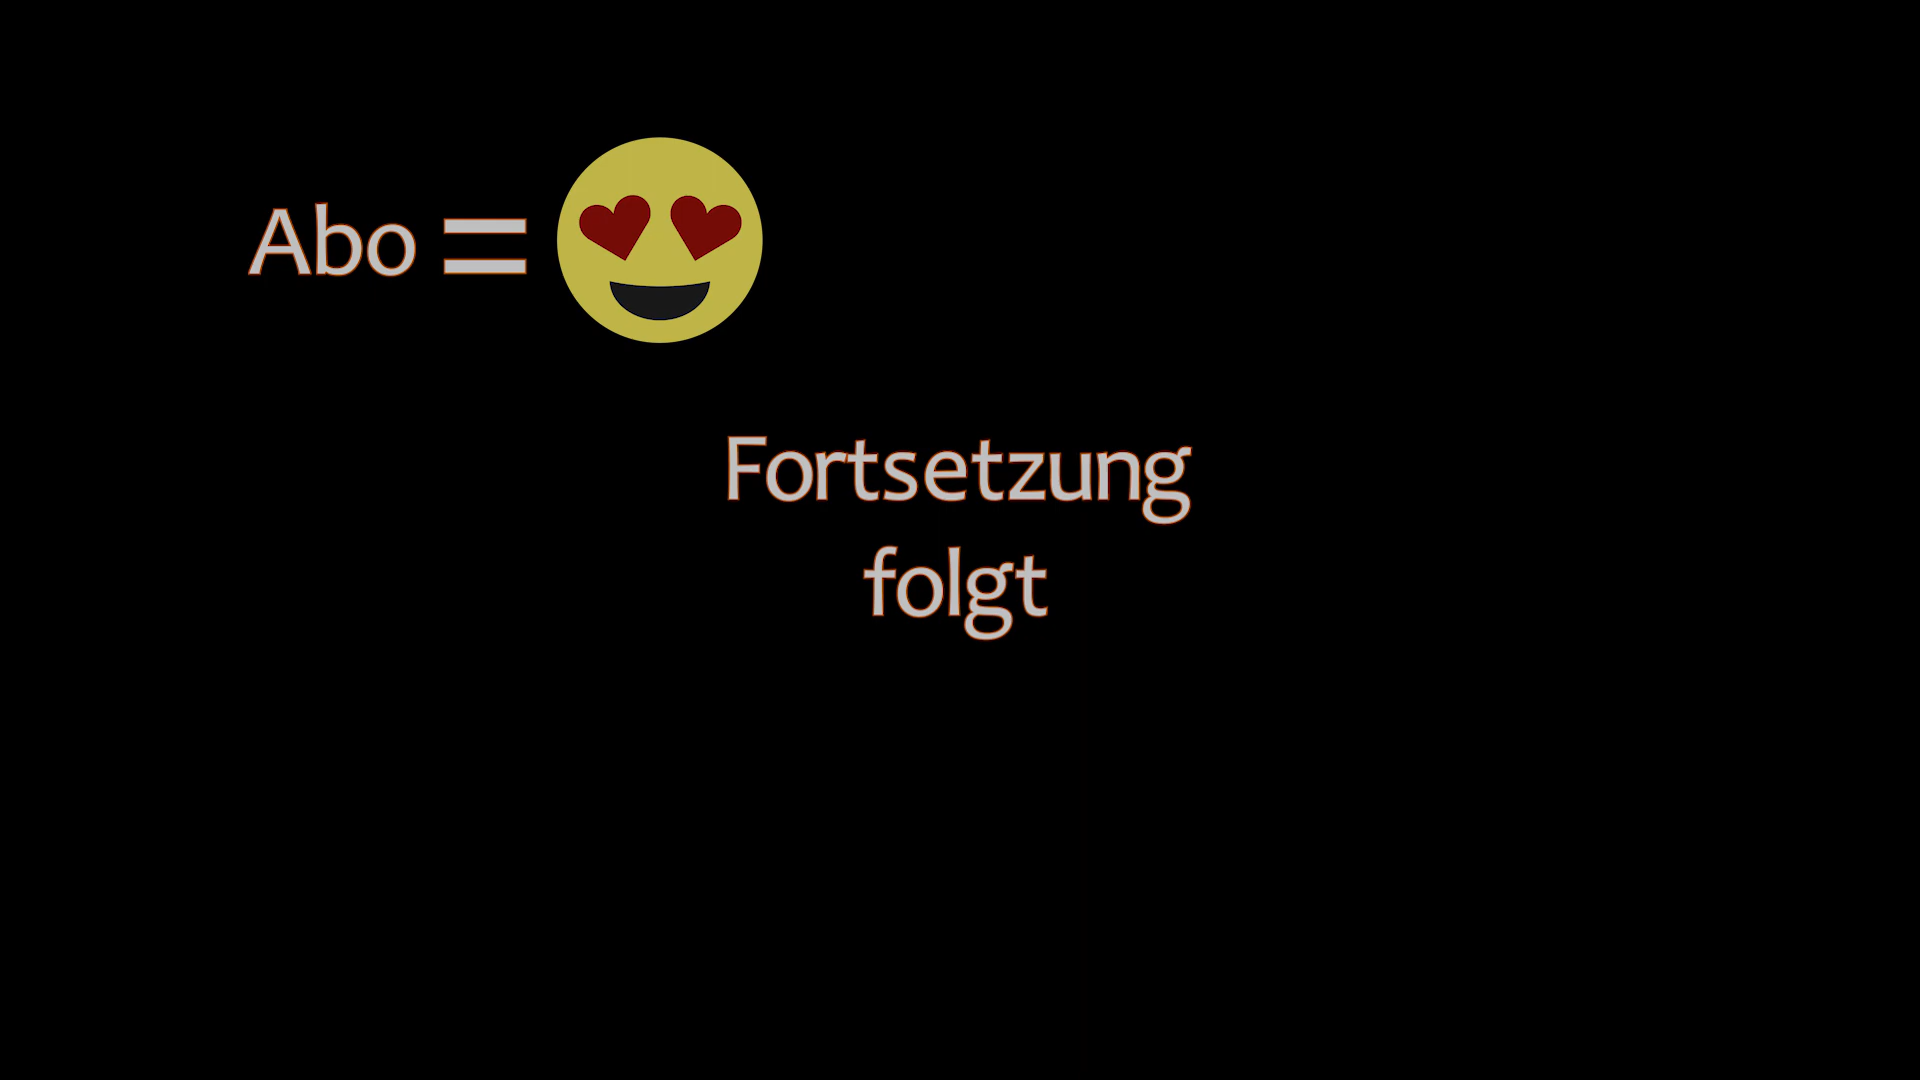 Abo = 😍
Fortsetzung
folgt